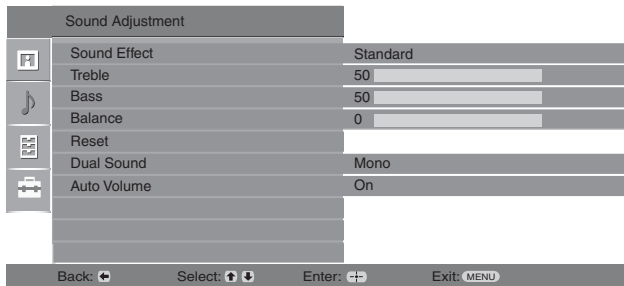 Sound Adjustment
Sound Effect Standard
Treble 50
Bass 50
Balance 0
Reset
Dual Sound Mono
Auto Volume On
Back: Select: Enter: Exit: MENU